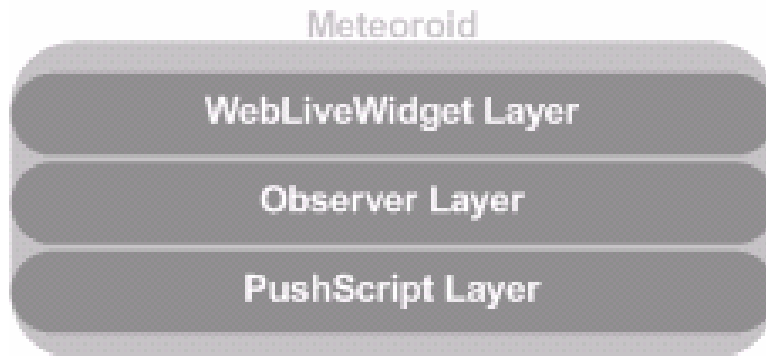 Meteoroid
WebLiveWidget Layer
Observer Layer
PushScript Layer